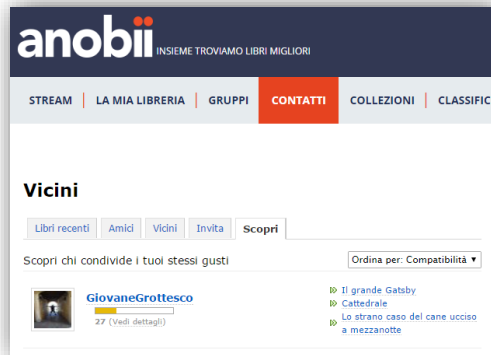 anobii INSIEME TROVIAMO LIBRI MIGLIORI
STREAM LA MIA LIBRERIA GRUPPI CONTATTI COLLEZIONI CLASSIFIC
Vicini
Libri recenti Amici Vicini Invita Scopri
Scopri chi condivide i tuoi stessi gusti Ordina per: Compatibilità
GiovaneGrottesco
27 (Vedi dettagli)
Il grande Gatsby
Cattedrale
Lo strano caso del cane ucciso
a mezzanotte